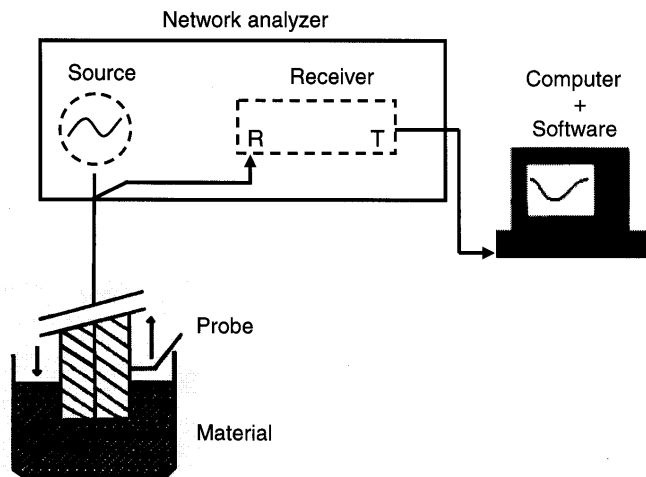 Network analyzer
Source
Receiver
R
T
Computer
+
Software
Probe
Material